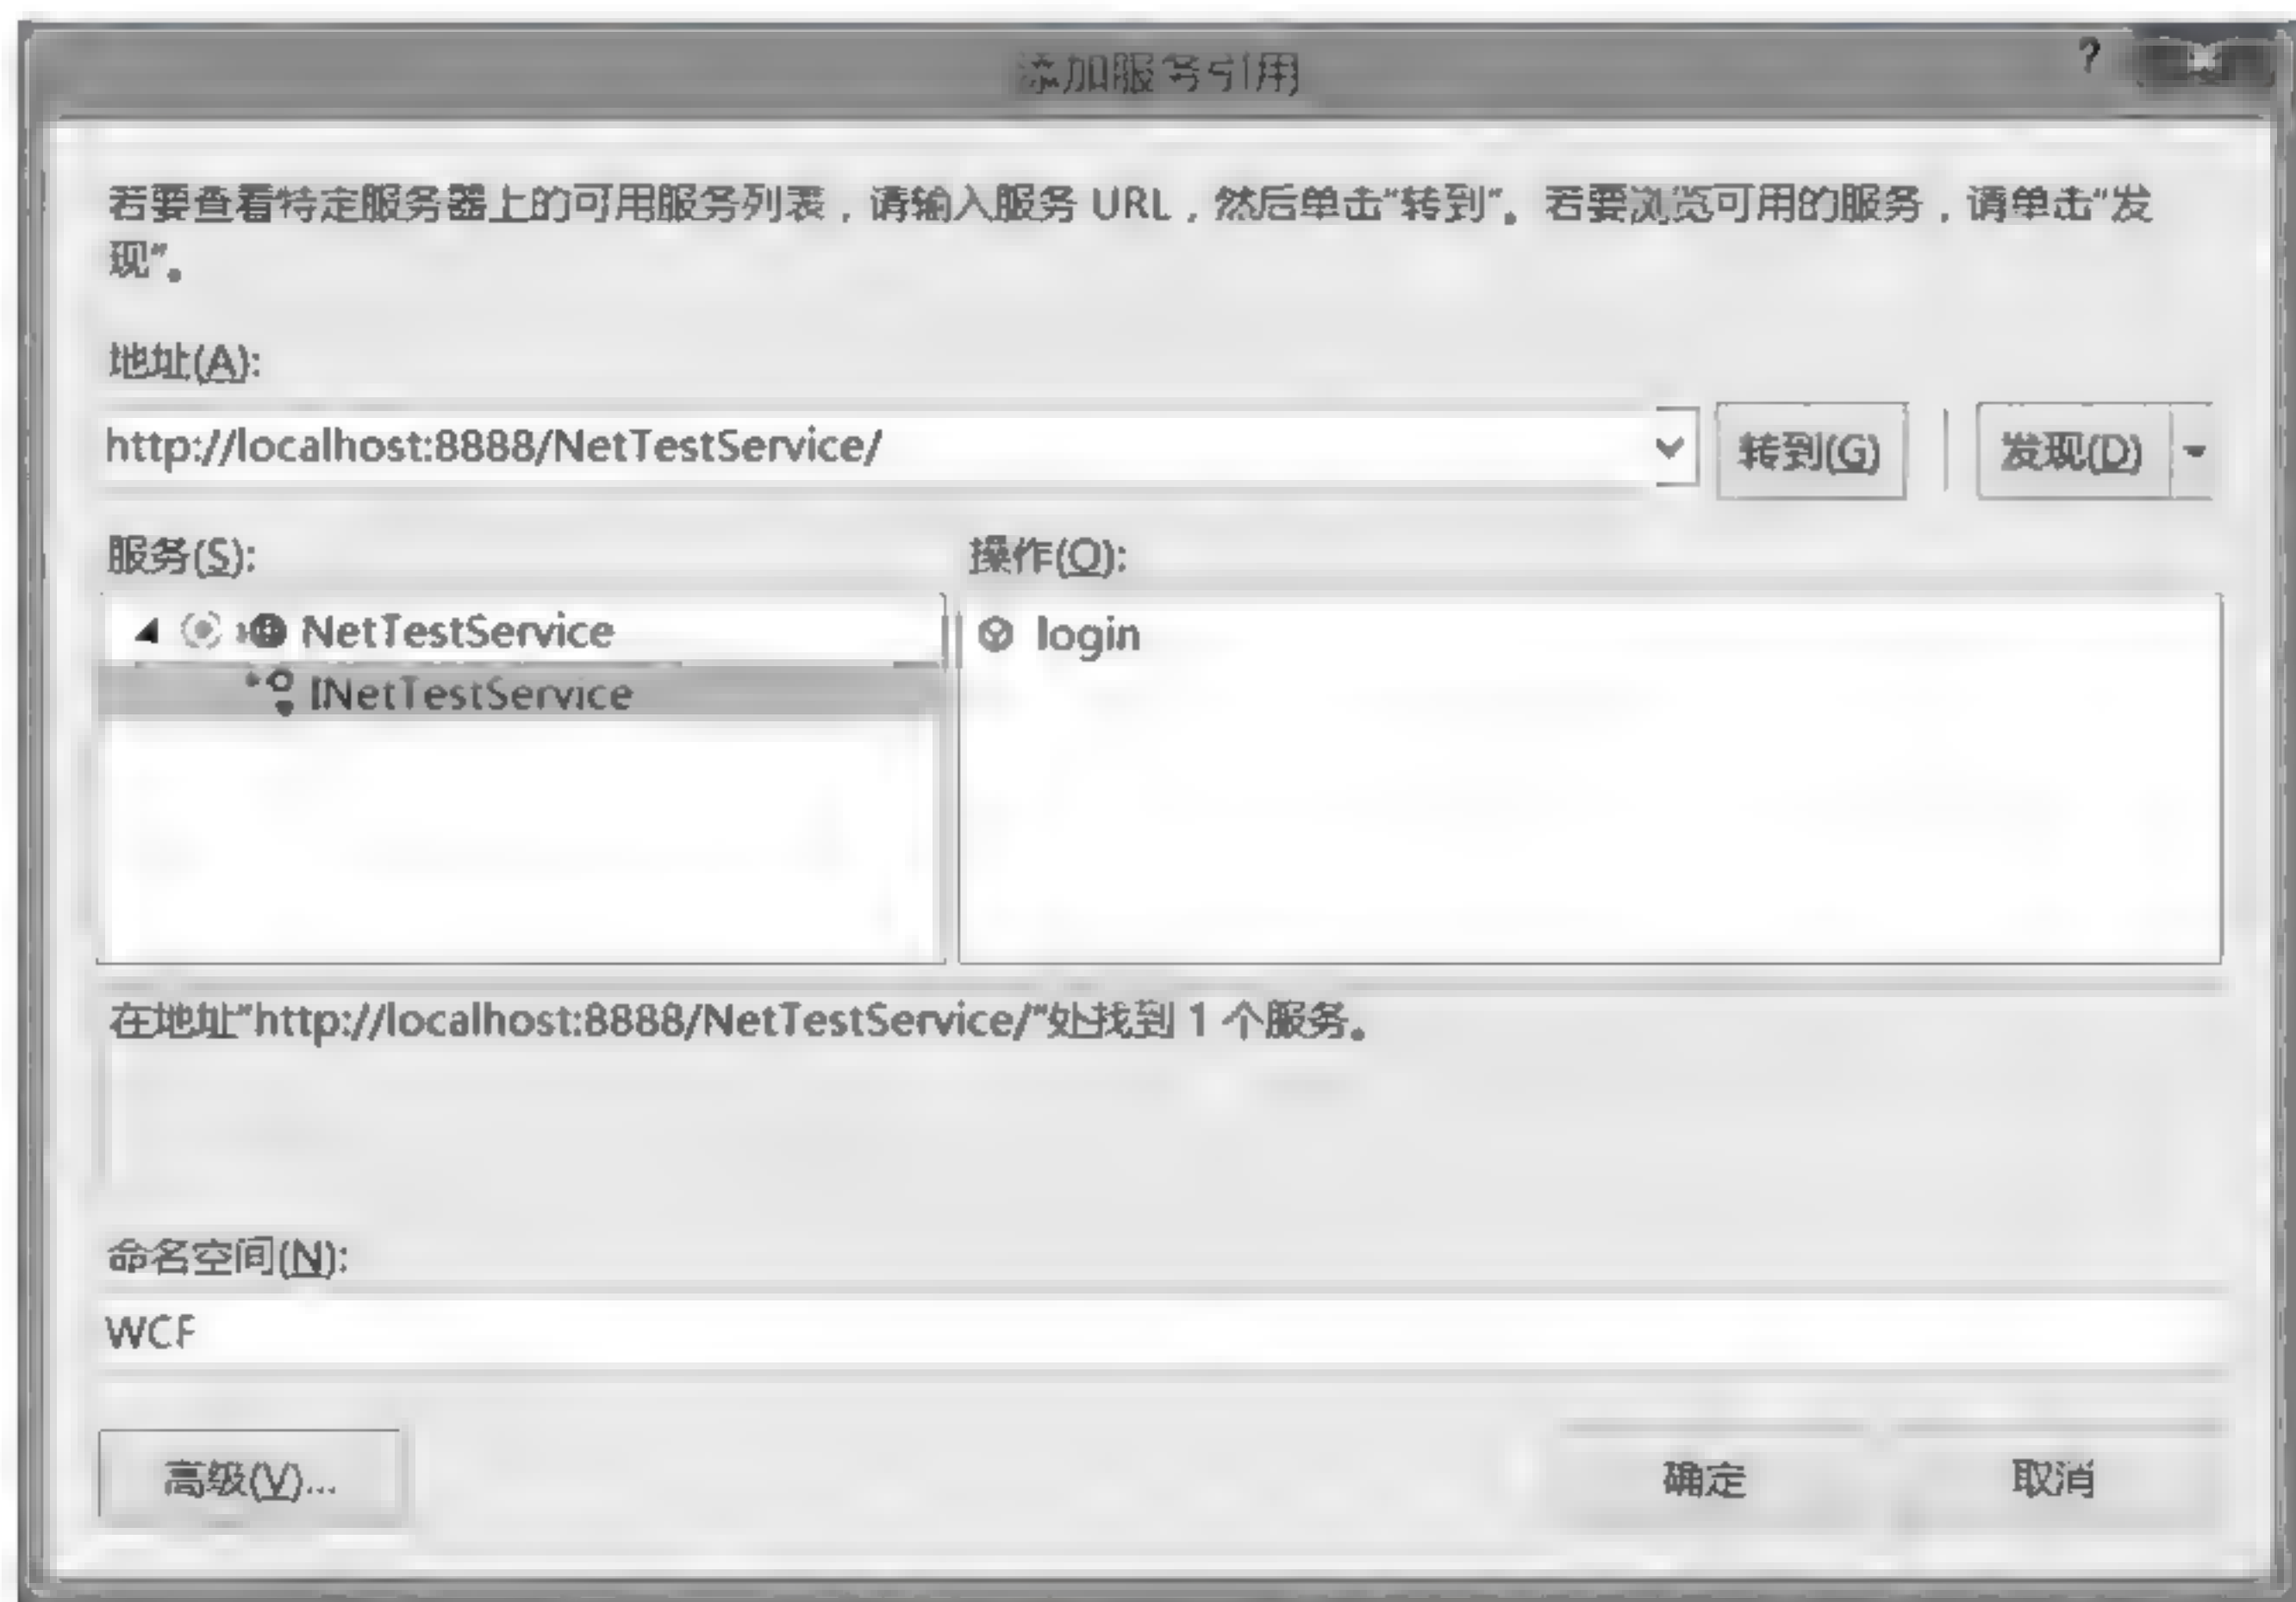 添加服务引用
?
若要查看特定服务器上的可用服务列表，请输入服务 URL，然后单击“转到”。若要浏览可用的服务，请单击“发
现”。
地址(A):
http://localhost:8888/NetTestService/ 转到(G) 发现(D)
服务(S): 操作(O):
NetTestService login
INetTestService
在地址“http://localhost:8888/NetTestService/”处找到 1 个服务。
命名空间(N):
WCF
高级(V)... 确定 取消